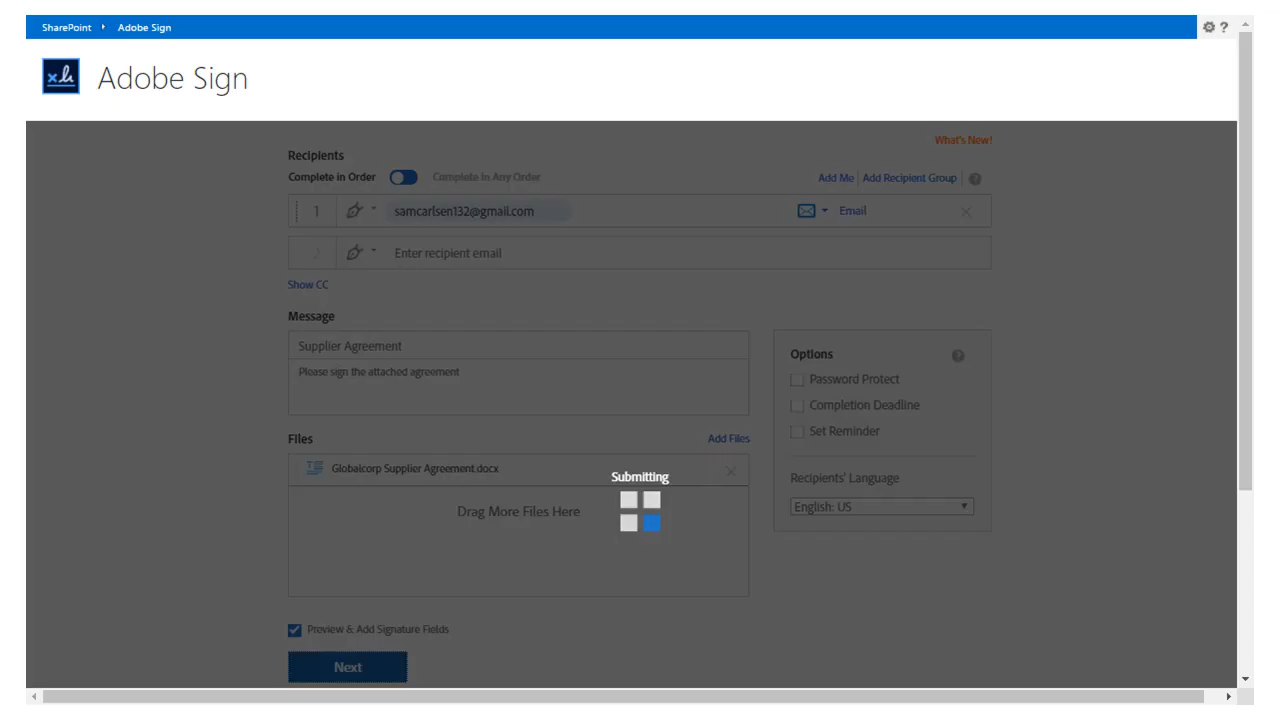 SharePoint Adobe Sign ?
Adobe Sign
What's New!
Recipients
Complete in Order Complete in Any Order Add Me Add Recipient Group ?
1 samcarlsen132@gmail.com Email
2 Enter recipient email
Show CC
Message
Supplier Agreement
Please sign the attached agreement
Options ?
Password Protect
Completion Deadline
Set Reminder
Files Add Files
Globalcorp Supplier Agreement.docx
Submitting
Drag More Files Here
Recipients' Language
English: US
Preview & Add Signature Fields
Next